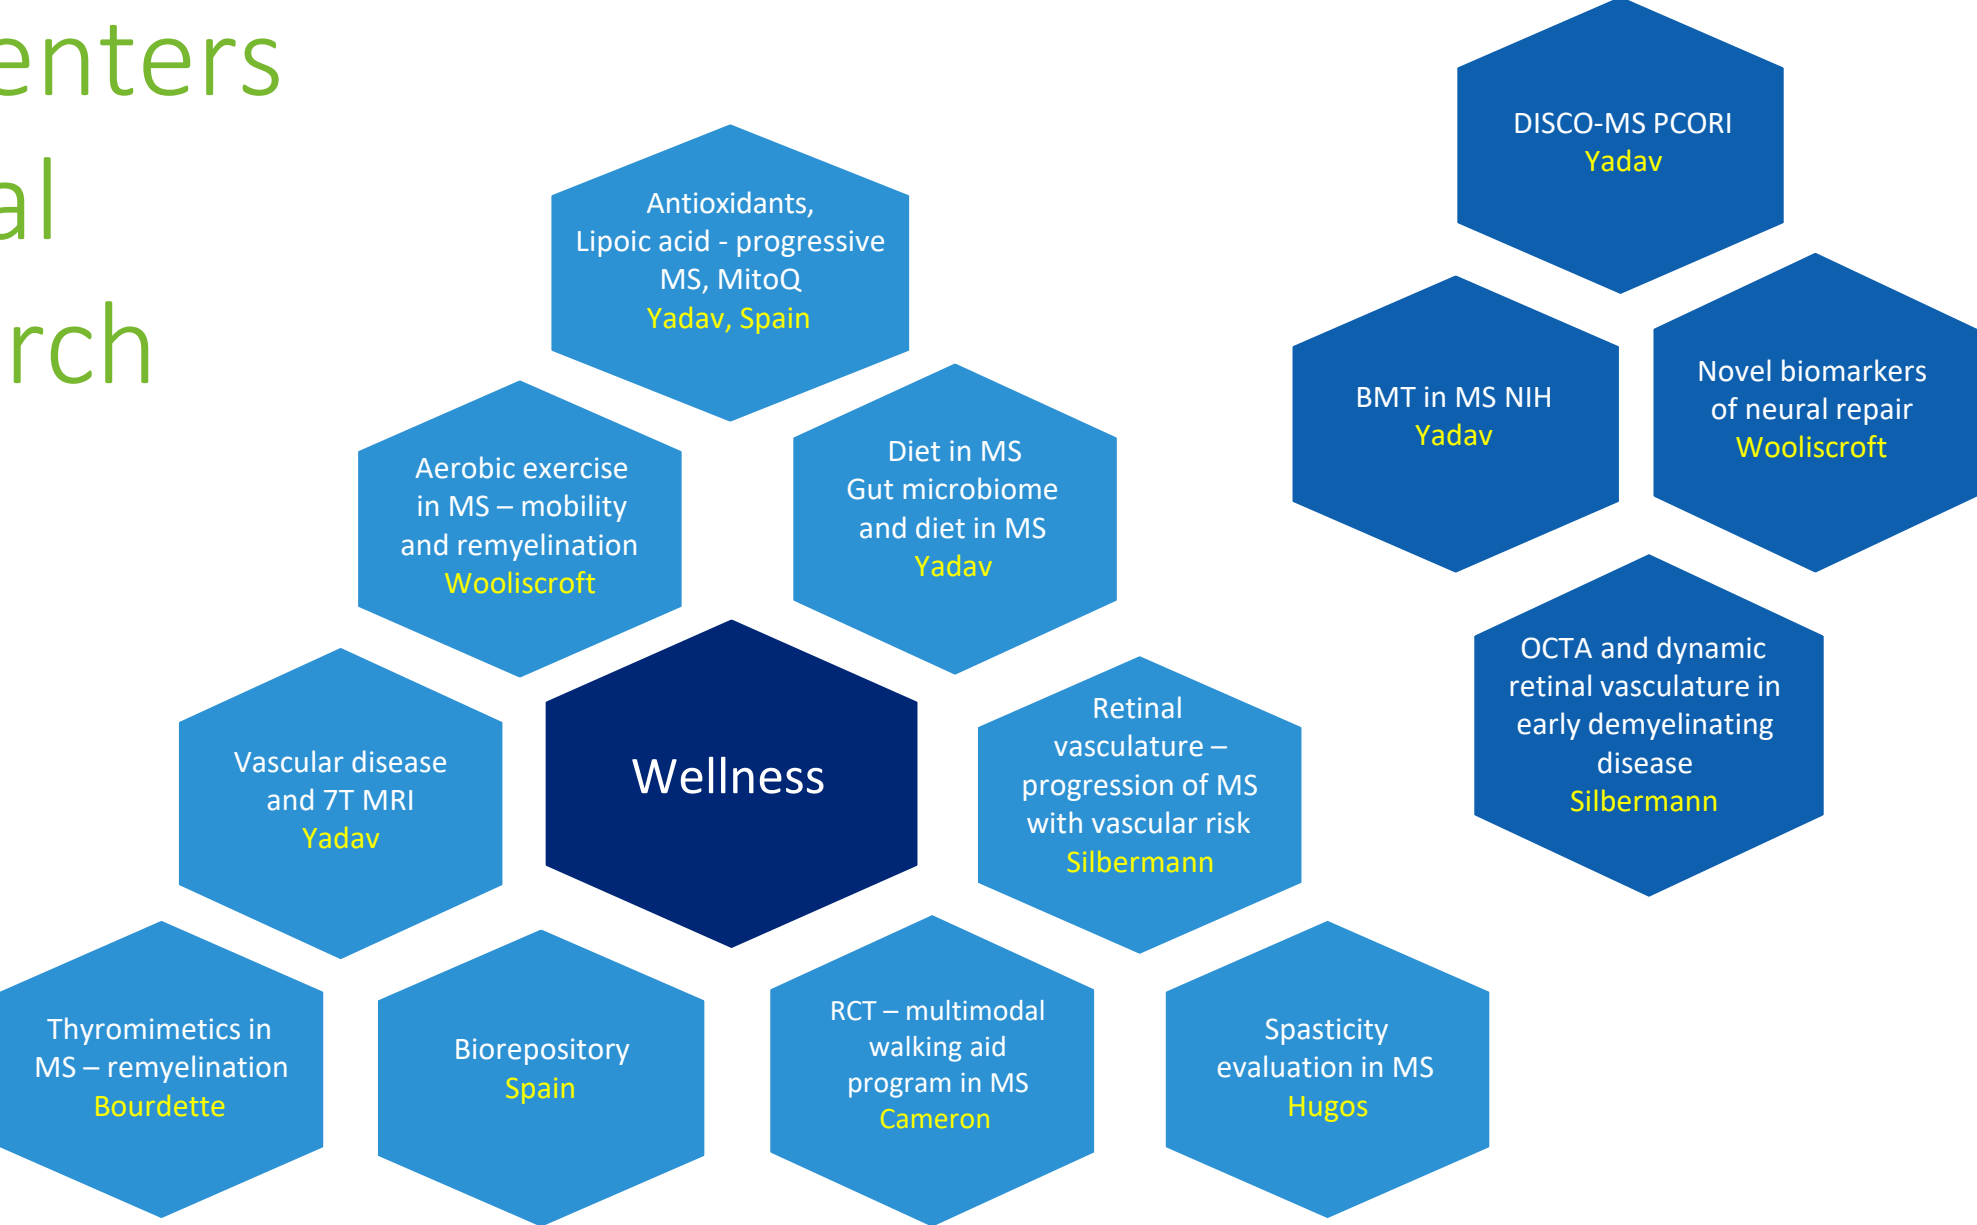 enters
al
rch
Antioxidants,
Lipoic acid - progressive
MS, MitoQ
Yadav, Spain
Aerobic exercise
in MS – mobility
and remyelination
Wooliscroft
Diet in MS
Gut microbiome
and diet in MS
Yadav
Vascular disease
and 7T MRI
Yadav
Wellness
Retinal
vasculature –
progression of MS
with vascular risk
Silbermann
Thyromimetics in
MS – remyelination
Bourdette
Biorepository
Spain
RCT – multimodal
walking aid
program in MS
Cameron
Spasticity
evaluation in MS
Hugos
DISCO-MS PCORI
Yadav
BMT in MS NIH
Yadav
Novel biomarkers
of neural repair
Wooliscroft
OCTA and dynamic
retinal vasculature in
early demyelinating
disease
Silbermann